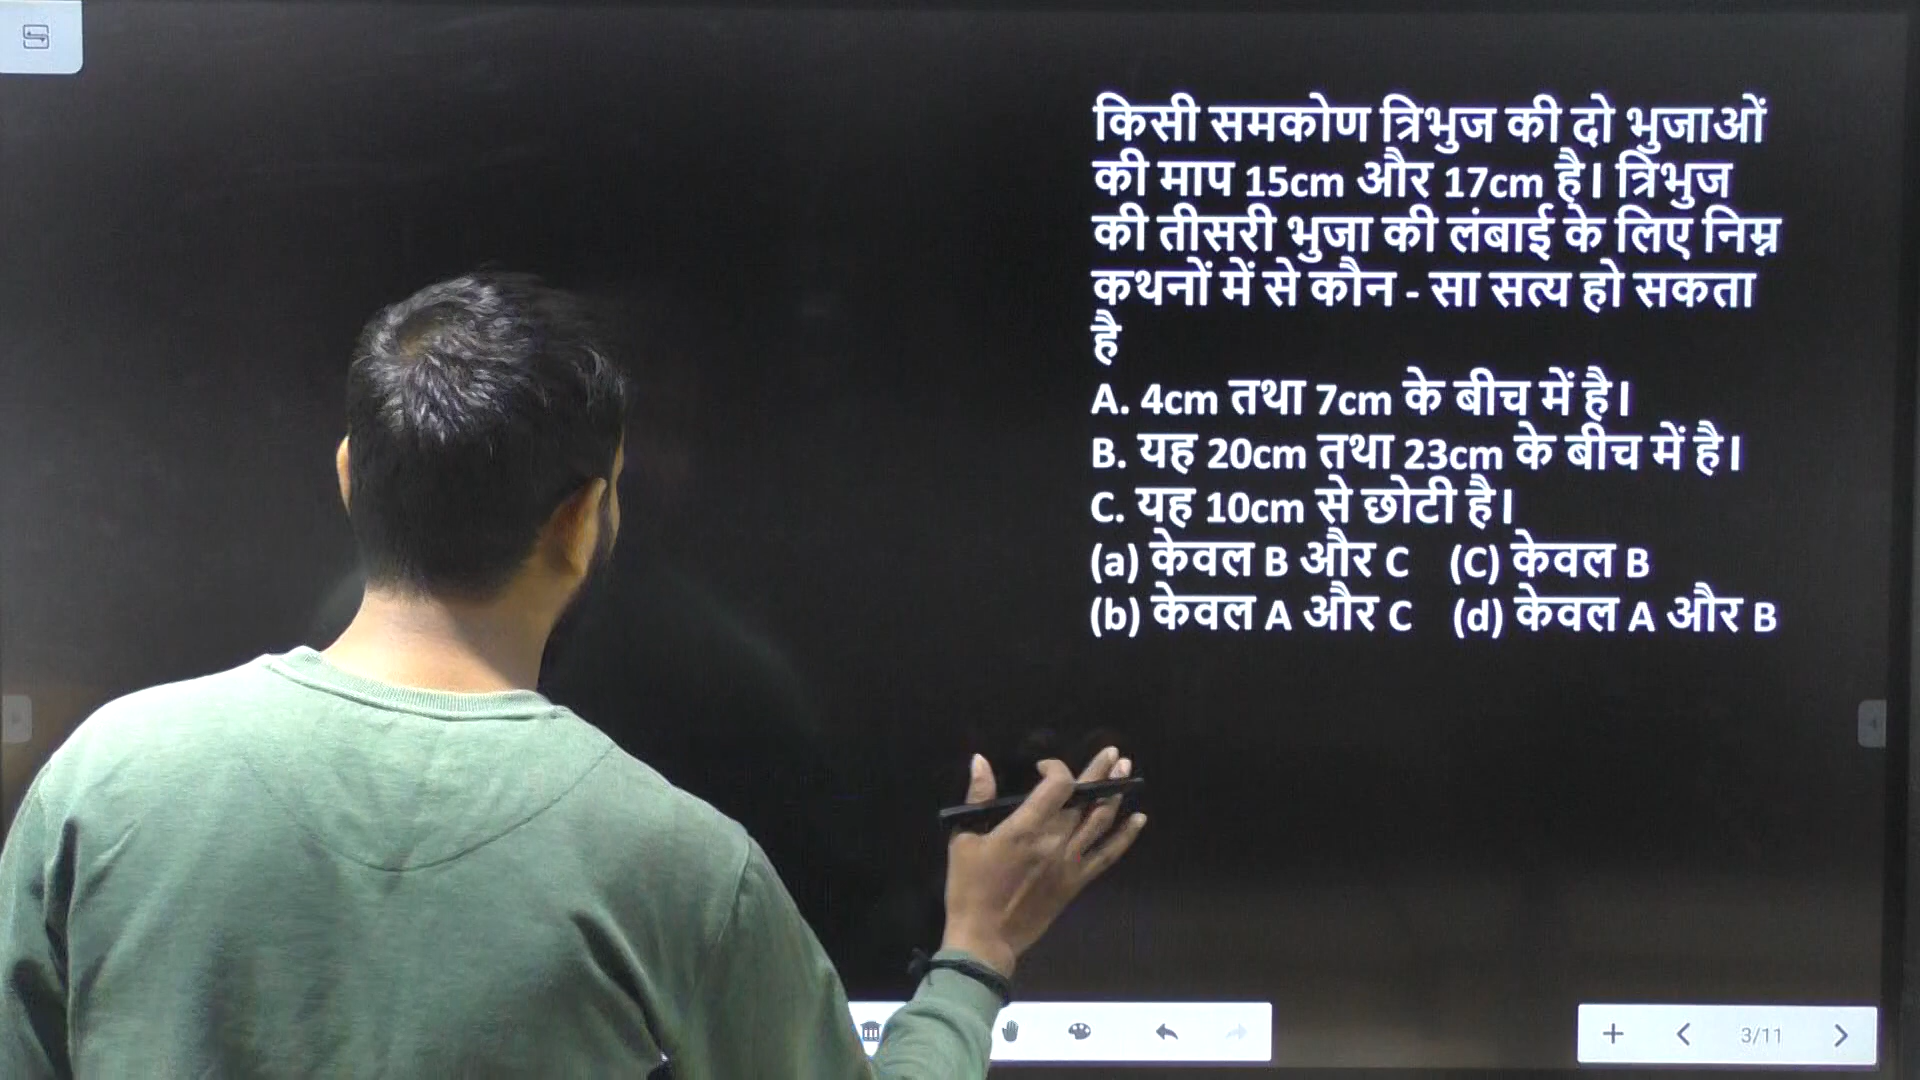 किसी समकोण त्रिभुज की दो भुजाओं
की माप 15cm और 17cm है। त्रिभुज
की तीसरी भुजा की लंबाई के लिए निम्न
कथनों में से कौन - सा सत्य हो सकता
है
A. 4cm तथा 7cm के बीच में है।
B. यह 20cm तथा 23cm के बीच में है।
C. यह 10cm से छोटी है।
(a) केवल B और C (C) केवल B
(b) केवल A और C (d) केवल A और B
3/11